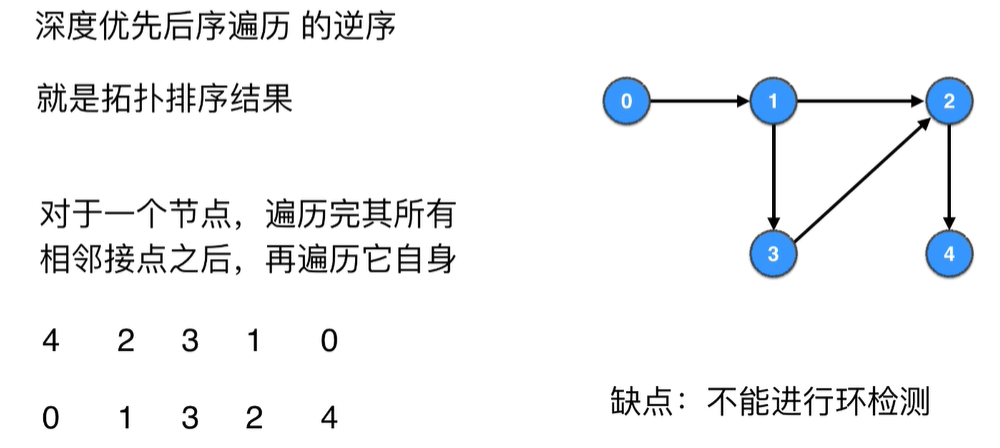 深度优先后序遍历 的逆序
就是拓扑排序结果
对于一个节点，遍历完其所有
相邻接点之后，再遍历它自身
4 2 3 1 0
0 1 3 2 4
0 1 2
3 4
缺点：不能进行环检测